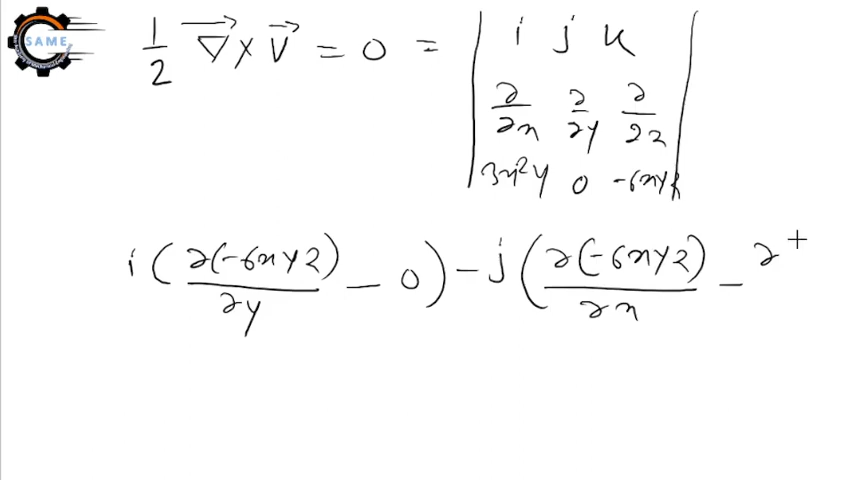 SAME
1/2 ∇ × V = 0 = | i j k |
| ∂/∂x ∂/∂y ∂/∂z |
| 3x²y 0 -6xyz |
i ( ∂(-6xyz)/∂y - 0 ) - j ( ∂(-6xyz)/∂x - ∂